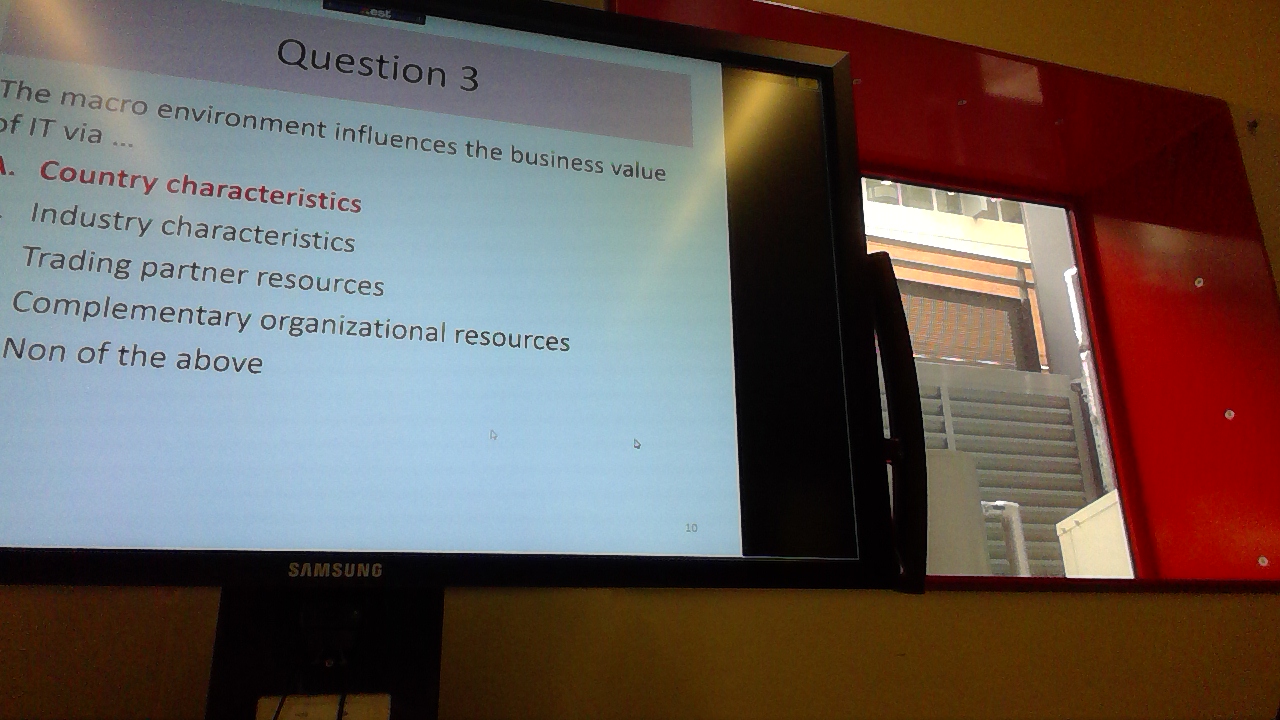 Question 3
The macro environment influences the business value
of IT via ...
A. Country characteristics
Industry characteristics
Trading partner resources
Complementary organizational resources
Non of the above
10
SAMSUNG